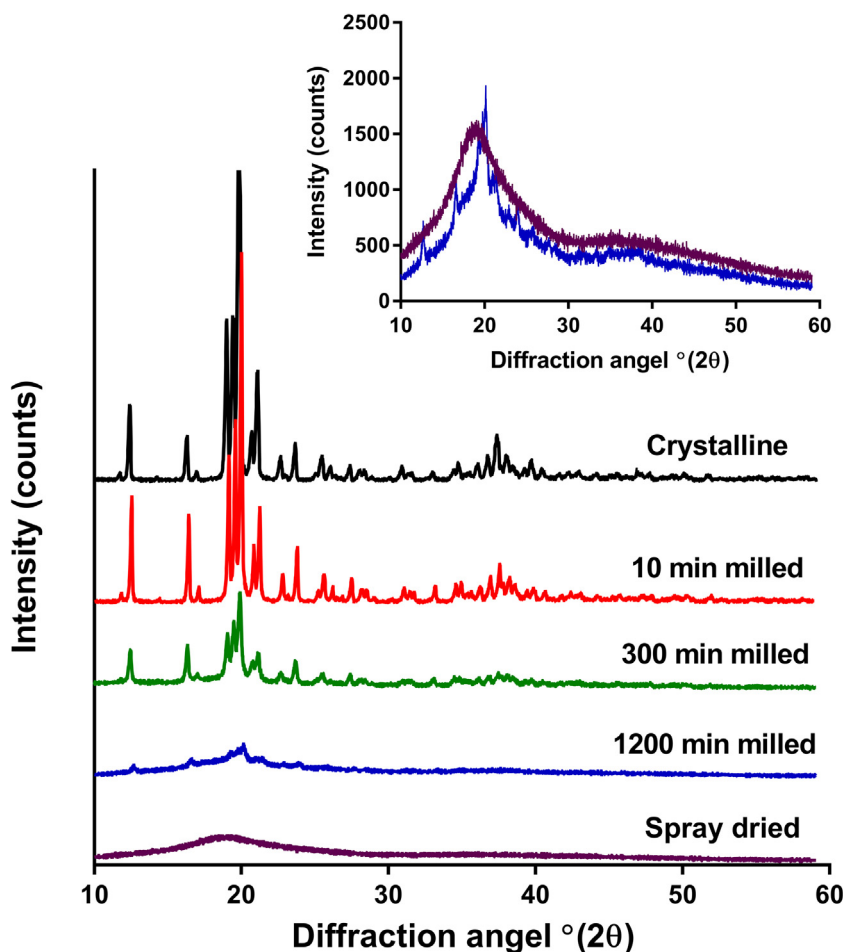 2500
2000
1500
1000
500
0
Intensity (counts)
10 20 30 40 50 60
Diffraction angel °(2θ)
Intensity (counts)
Crystalline
10 min milled
300 min milled
1200 min milled
Spray dried
10 20 30 40 50 60
Diffraction angel °(2θ)